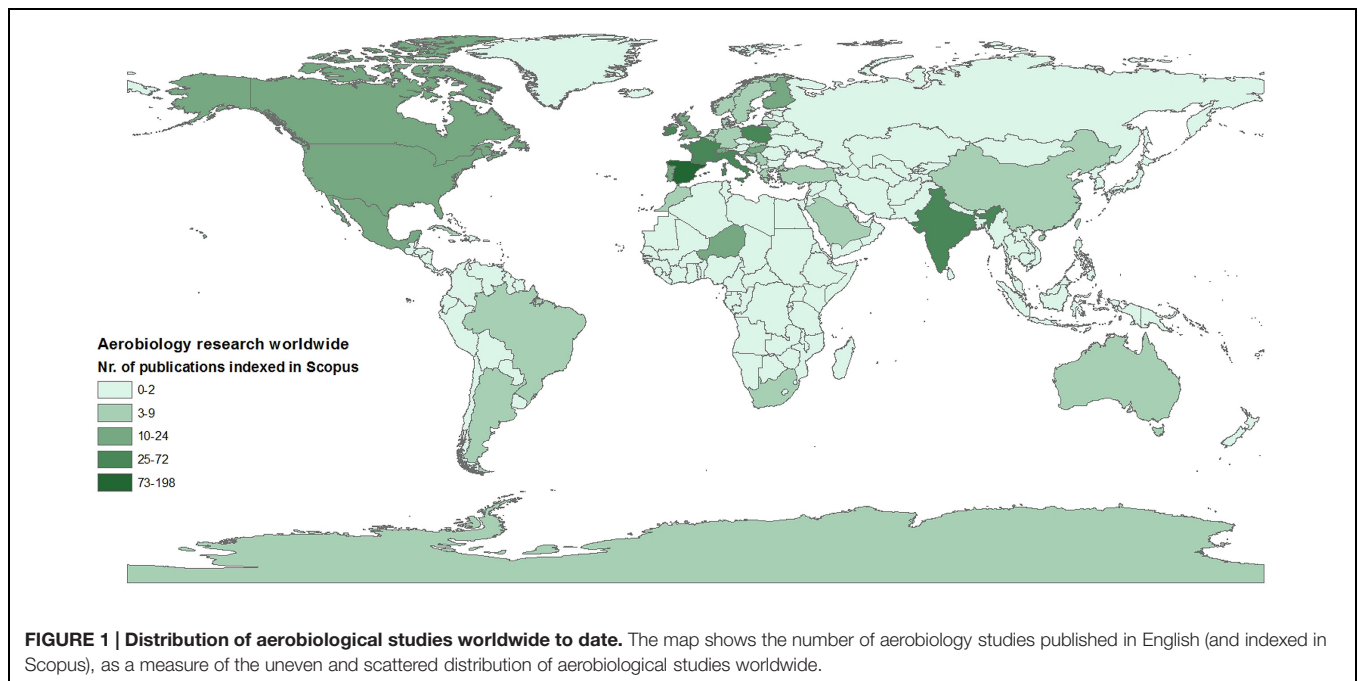 Aerobiology research worldwide
Nr. of publications indexed in Scopus
0-2
3-9
10-24
25-72
73-198
FIGURE 1 | Distribution of aerobiological studies worldwide to date. The map shows the number of aerobiology studies published in English (and indexed in
Scopus), as a measure of the uneven and scattered distribution of aerobiological studies worldwide.